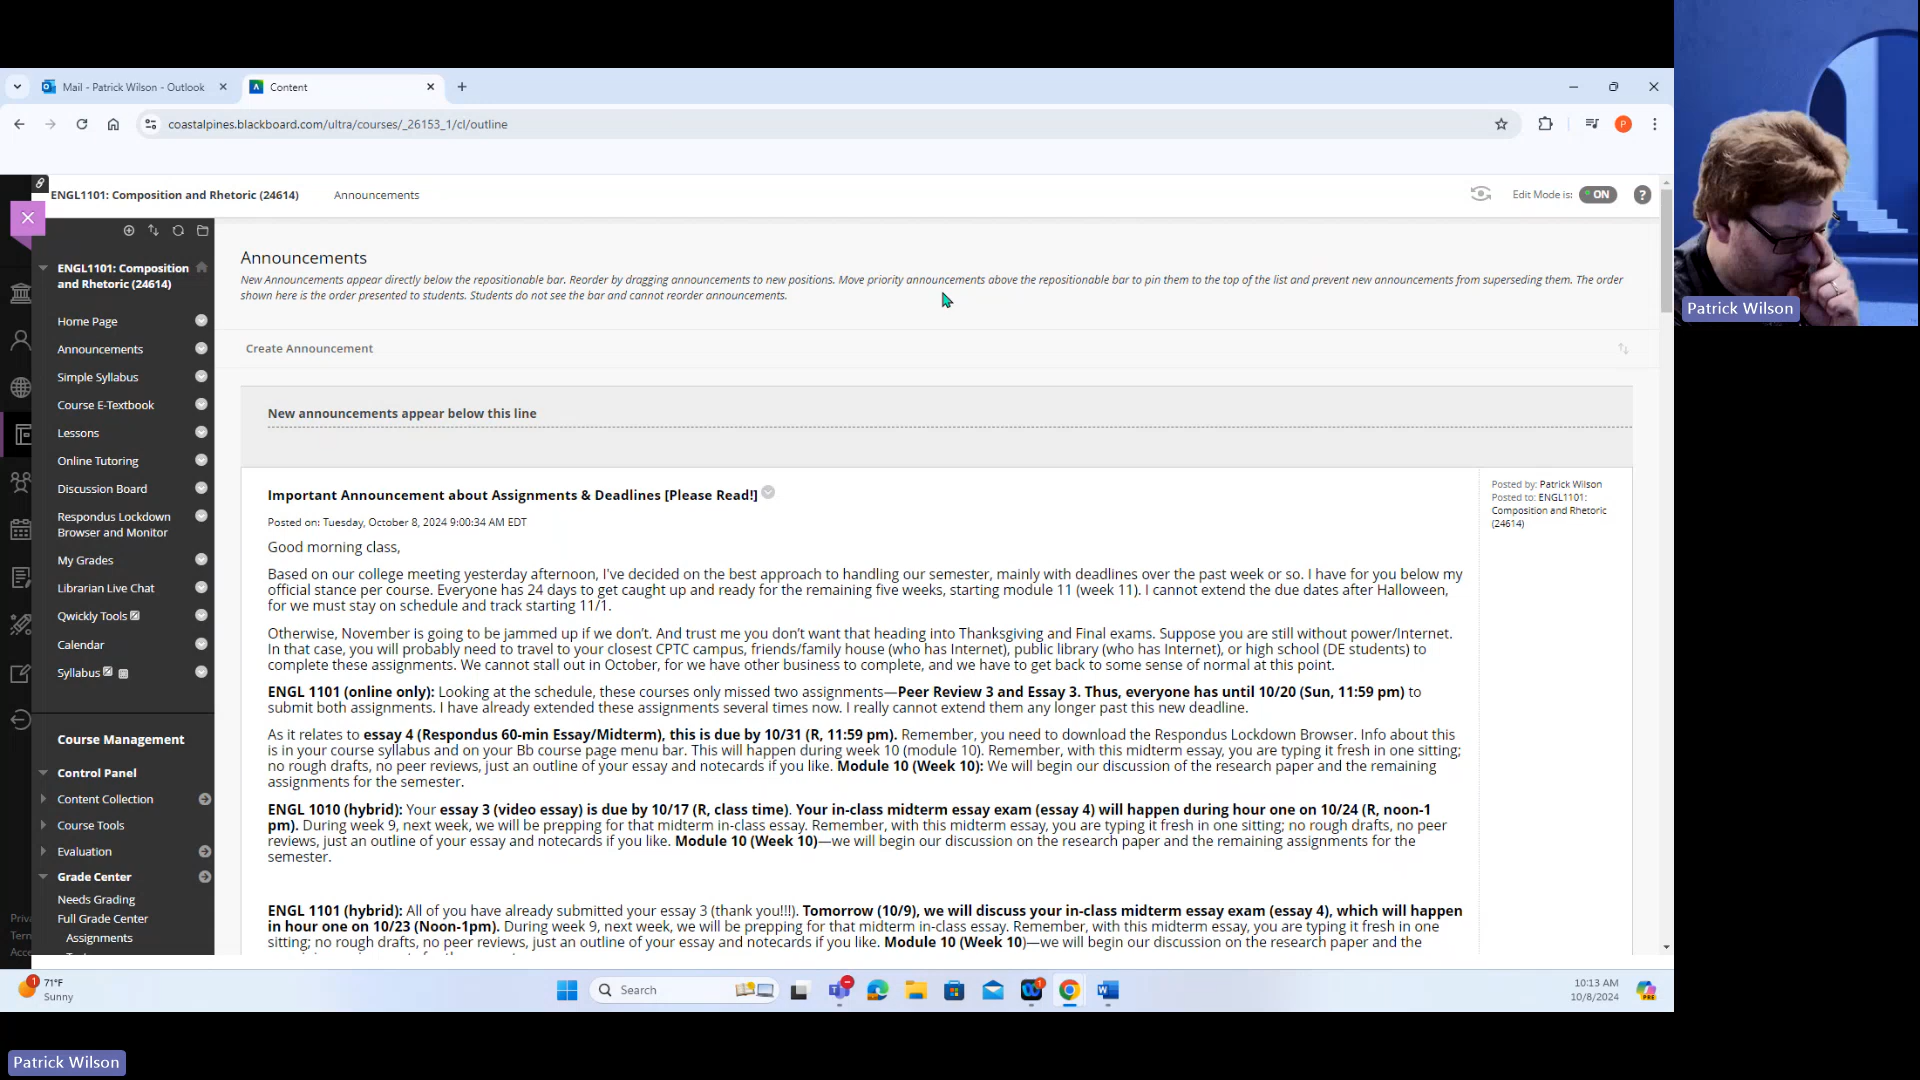 Mail - Patrick Wilson - Outlook
Content
coastalpines.blackboard.com/ultra/courses/_26153_1/cl/outline
P
ENGL1101: Composition and Rhetoric (24614)
Announcements
Edit Mode is:
ON
?
ENGL1101: Composition
and Rhetoric (24614)
Home Page
Announcements
Simple Syllabus
Course E-Textbook
Lessons
Online Tutoring
Discussion Board
Respondus Lockdown
Browser and Monitor
My Grades
Librarian Live Chat
Qwickly Tools
Calendar
Syllabus
Course Management
Control Panel
Content Collection
Course Tools
Evaluation
Grade Center
Needs Grading
Full Grade Center
Assignments
Priv
Term
Acce
Announcements
New Announcements appear directly below the repositionable bar. Reorder by dragging announcements to new positions. Move priority announcements above the repositionable bar to pin them to the top of the list and prevent new announcements from superseding them. The order
shown here is the order presented to students. Students do not see the bar and cannot reorder announcements.
Create Announcement
New announcements appear below this line
Important Announcement about Assignments & Deadlines [Please Read!]
Posted on: Tuesday, October 8, 2024 9:00:34 AM EDT
Posted by: Patrick Wilson
Posted to: ENGL1101:
Composition and Rhetoric
(24614)
Good morning class,
Based on our college meeting yesterday afternoon, I've decided on the best approach to handling our semester, mainly with deadlines over the past week or so. I have for you below my
official stance per course. Everyone has 24 days to get caught up and ready for the remaining five weeks, starting module 11 (week 11). I cannot extend the due dates after Halloween,
for we must stay on schedule and track starting 11/1.
Otherwise, November is going to be jammed up if we don't. And trust me you don't want that heading into Thanksgiving and Final exams. Suppose you are still without power/Internet.
In that case, you will probably need to travel to your closest CPTC campus, friends/family house (who has Internet), public library (who has Internet), or high school (DE students) to
complete these assignments. We cannot stall out in October, for we have other business to complete, and we have to get back to some sense of normal at this point.
ENGL 1101 (online only): Looking at the schedule, these courses only missed two assignments—Peer Review 3 and Essay 3. Thus, everyone has until 10/20 (Sun, 11:59 pm) to
submit both assignments. I have already extended these assignments several times now. I really cannot extend them any longer past this new deadline.
As it relates to essay 4 (Respondus 60-min Essay/Midterm), this is due by 10/31 (R, 11:59 pm). Remember, you need to download the Respondus Lockdown Browser. Info about this
is in your course syllabus and on your Bb course page menu bar. This will happen during week 10 (module 10). Remember, with this midterm essay, you are typing it fresh in one sitting;
no rough drafts, no peer reviews, just an outline of your essay and notecards if you like. Module 10 (Week 10): We will begin our discussion of the research paper and the remaining
assignments for the semester.
ENGL 1010 (hybrid): Your essay 3 (video essay) is due by 10/17 (R, class time). Your in-class midterm essay exam (essay 4) will happen during hour one on 10/24 (R, noon-1
pm). During week 9, next week, we will be prepping for that midterm in-class essay. Remember, with this midterm essay, you are typing it fresh in one sitting; no rough drafts, no peer
reviews, just an outline of your essay and notecards if you like. Module 10 (Week 10)—we will begin our discussion on the research paper and the remaining assignments for the
semester.
ENGL 1101 (hybrid): All of you have already submitted your essay 3 (thank you!!!). Tomorrow (10/9), we will discuss your in-class midterm essay exam (essay 4), which will happen
in hour one on 10/23 (Noon-1pm). During week 9, next week, we will be prepping for that midterm in-class essay. Remember, with this midterm essay, you are typing it fresh in one
sitting; no rough drafts, no peer reviews, just an outline of your essay and notecards if you like. Module 10 (Week 10)—we will begin our discussion on the research paper and the
Patrick Wilson
1
71°F
Sunny
Search
1
10:13 AM
10/8/2024
PRE
Patrick Wilson